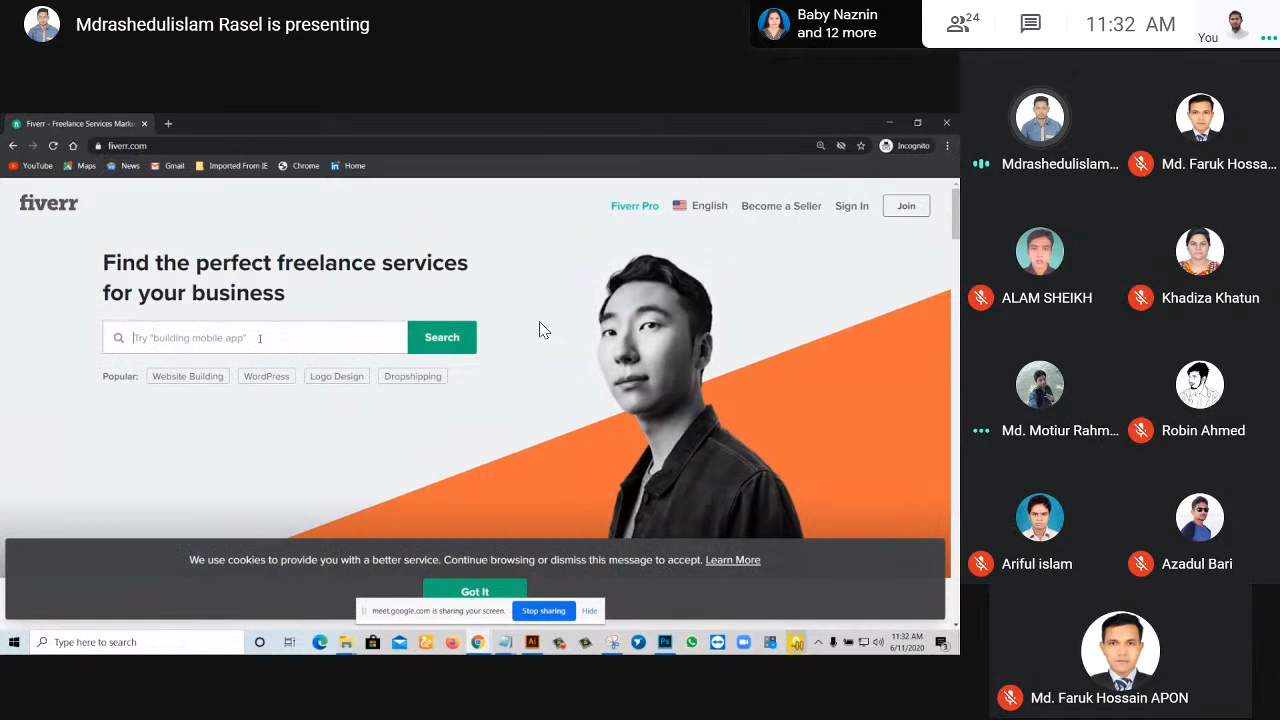 Mdrashedulislam Rasel is presenting
Baby Naznin
and 12 more
24
11:32 AM
You
Fiverr - Freelance Services Marke
fiverr.com
Incognito
YouTube
Maps
News
Gmail
Imported From IE
Chrome
Home
fiverr
Fiverr Pro
English
Become a Seller
Sign In
Join
Find the perfect freelance services
for your business
Try "building mobile app"
Search
Popular:
Website Building
WordPress
Logo Design
Dropshipping
We use cookies to provide you with a better service. Continue browsing or dismiss this message to accept. Learn More
Got It
meet.google.com is sharing your screen.
Stop sharing
Hide
Type here to search
11:32 AM
6/11/2020
Mdrashedulislam...
Md. Faruk Hossa...
ALAM SHEIKH
Khadiza Khatun
Md. Motiur Rahm...
Robin Ahmed
Ariful islam
Azadul Bari
Md. Faruk Hossain APON